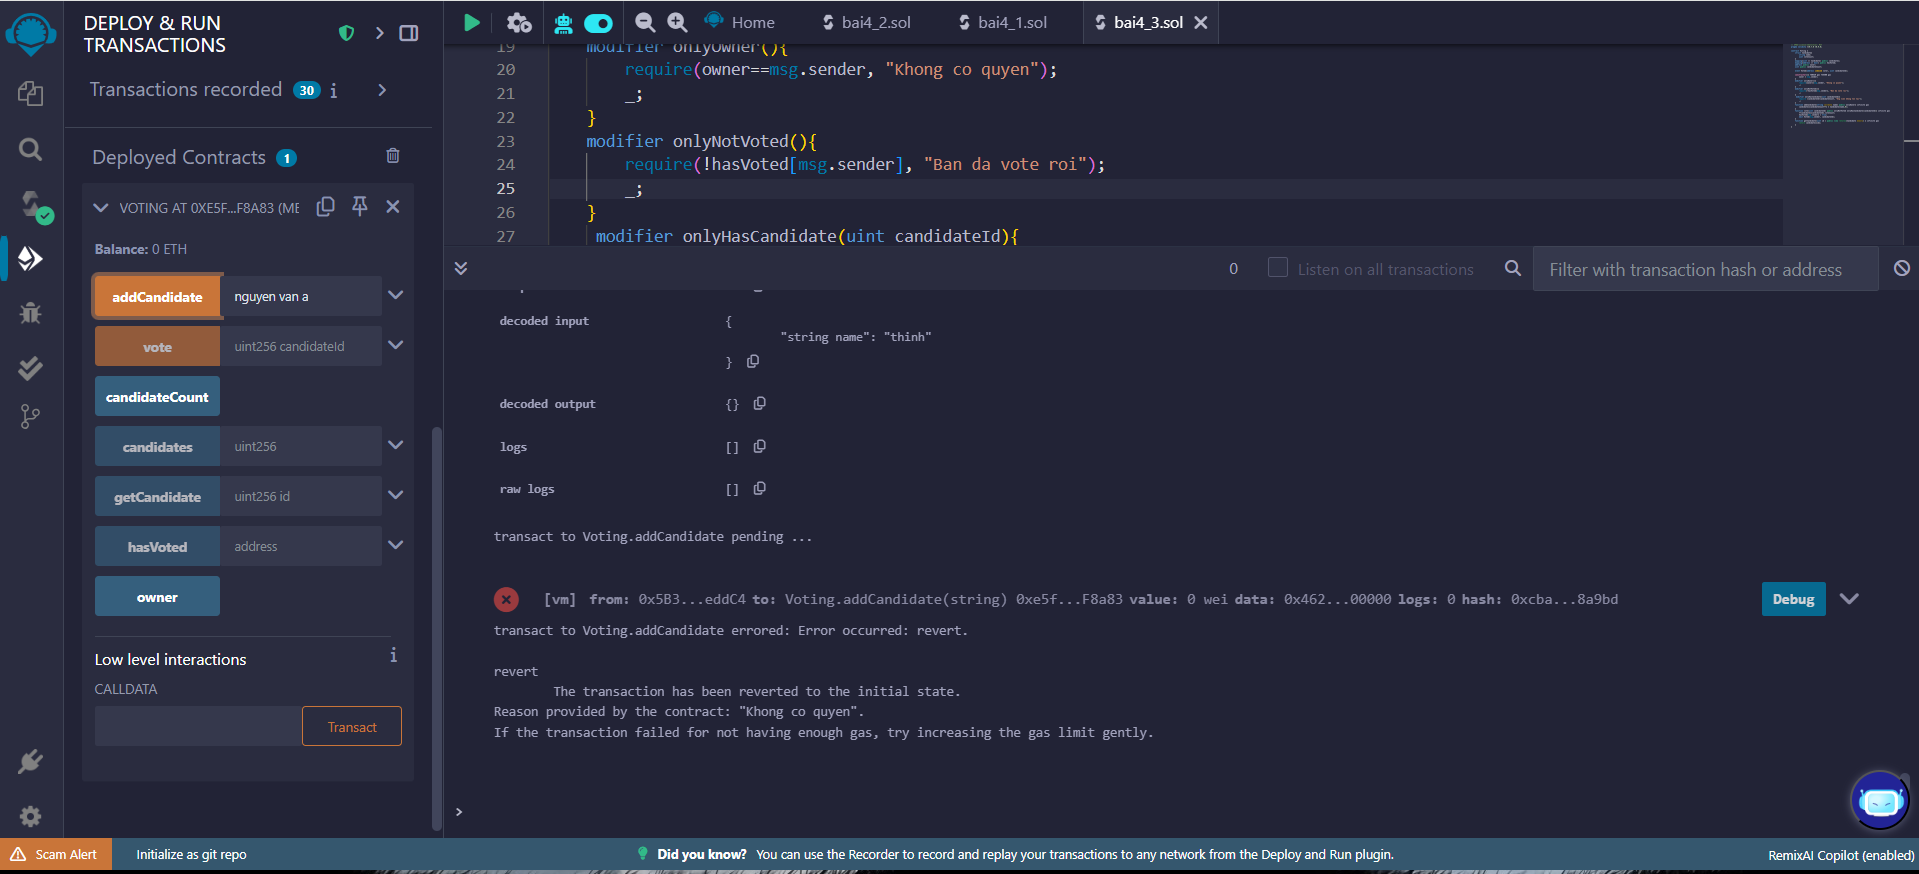 DEPLOY & RUN
TRANSACTIONS
Transactions recorded 30 i
Deployed Contracts 1
VOTING AT 0XE5F...F8A83 (ME
Balance: 0 ETH
addCandidate nguyen van a
vote uint256 candidateId
candidateCount
candidates uint256
getCandidate uint256 id
hasVoted address
owner
Low level interactions i
CALLDATA
Transact
Home bai4_2.sol bai4_1.sol bai4_3.sol
19 modifier onlyOwner(){
20 require(owner==msg.sender, "Khong co quyen");
21 _;
22 }
23 modifier onlyNotVoted(){
24 require(!hasVoted[msg.sender], "Ban da vote roi");
25 _;
26 }
27 modifier onlyHasCandidate(uint candidateId){
0 Listen on all transactions Filter with transaction hash or address
decoded input {
"string name": "thinh"
}
decoded output {}
logs []
raw logs []
transact to Voting.addCandidate pending ...
[vm] from: 0x5B3...eddC4 to: Voting.addCandidate(string) 0xe5f...F8a83 value: 0 wei data: 0x462...00000 logs: 0 hash: 0xcba...8a9bd
Debug
transact to Voting.addCandidate errored: Error occurred: revert.
revert
The transaction has been reverted to the initial state.
Reason provided by the contract: "Khong co quyen".
If the transaction failed for not having enough gas, try increasing the gas limit gently.
>
Scam Alert Initialize as git repo Did you know? You can use the Recorder to record and replay your transactions to any network from the Deploy and Run plugin. RemixAI Copilot (enabled)